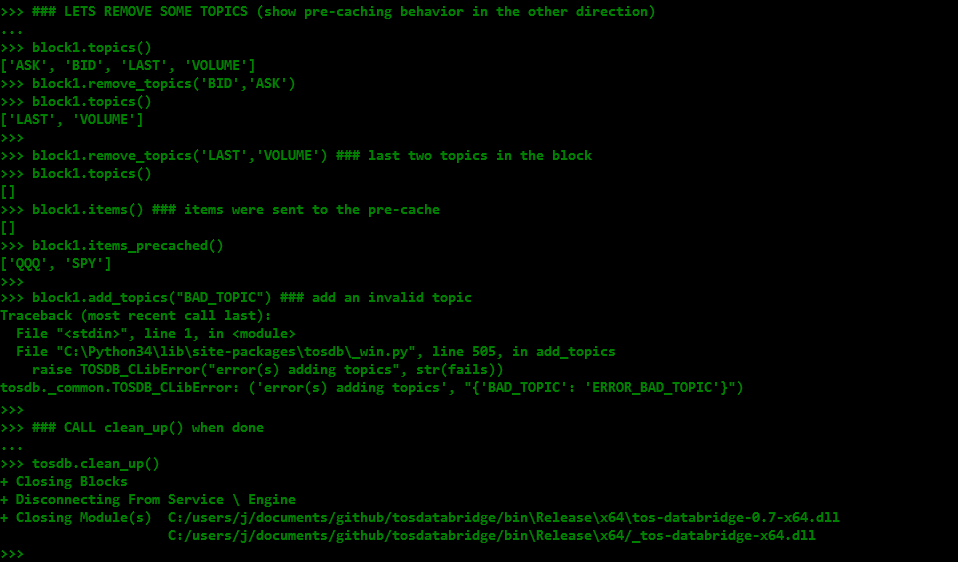 >>> ### LETS REMOVE SOME TOPICS (show pre-caching behavior in the other direction)
...
>>> block1.topics()
['ASK', 'BID', 'LAST', 'VOLUME']
>>> block1.remove_topics('BID','ASK')
>>> block1.topics()
['LAST', 'VOLUME']
>>>
>>> block1.remove_topics('LAST','VOLUME') ### last two topics in the block
>>> block1.topics()
[]
>>> block1.items() ### items were sent to the pre-cache
[]
>>> block1.items_precached()
['QQQ', 'SPY']
>>>
>>> block1.add_topics("BAD_TOPIC") ### add an invalid topic
Traceback (most recent call last):
  File "<stdin>", line 1, in <module>
  File "C:\Python34\lib\site-packages\tosdb\_win.py", line 505, in add_topics
    raise TOSDB_CLibError("error(s) adding topics", str(fails))
tosdb._common.TOSDB_CLibError: ('error(s) adding topics', "{'BAD_TOPIC': 'ERROR_BAD_TOPIC'}")
>>>
>>> ### CALL clean_up() when done
...
>>> tosdb.clean_up()
+ Closing Blocks
+ Disconnecting From Service \ Engine
+ Closing Module(s)  C:/users/j/documents/github/tosdatabridge/bin\Release\x64\tos-databridge-0.7-x64.dll
                     C:/users/j/documents/github/tosdatabridge/bin\Release\x64/_tos-databridge-x64.dll
>>>